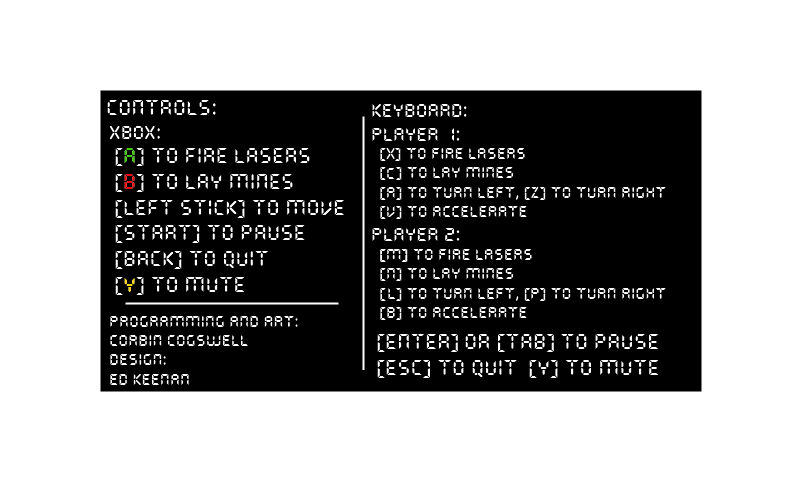 CONTROLS:
XBOX:
[A] TO FIRE LASERS
[B] TO LAY MINES
[LEFT STICK] TO MOVE
[START] TO PAUSE
[BACK] TO QUIT
[Y] TO MUTE
PROGRAMMING AND ART:
CORBIN COGSWELL
DESIGN:
ED KEENAN
KEYBOARD:
PLAYER 1:
[X] TO FIRE LASERS
[C] TO LAY MINES
[A] TO TURN LEFT, [Z] TO TURN RIGHT
[V] TO ACCELERATE
PLAYER 2:
[M] TO FIRE LASERS
[N] TO LAY MINES
[L] TO TURN LEFT, [P] TO TURN RIGHT
[B] TO ACCELERATE
[ENTER] OR [TAB] TO PAUSE
[ESC] TO QUIT [Y] TO MUTE